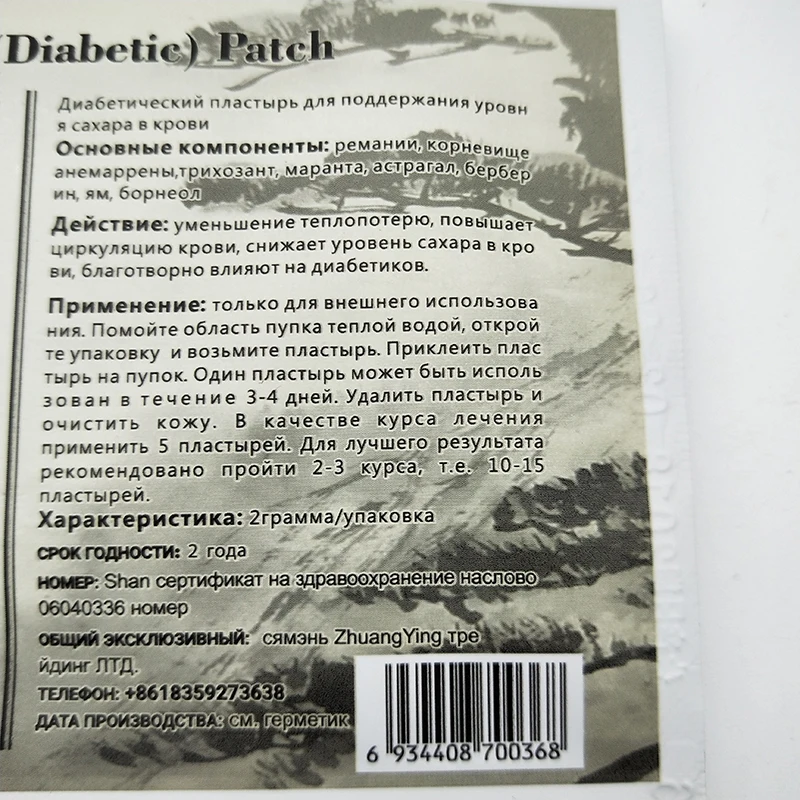 (Diabetic) Patch
Диабетический пластырь для поддержания уровн
я сахара в крови
Основные компоненты: ремании, корневище
анемаррены,трихозант, маранта, астрагал, бербер
ин, ям, борнеол
Действие: уменьшение теплопотерю, повышает
циркуляцию крови, снижает уровень сахара в кро
ви, благотворно влияют на диабетиков.
Применение: только для внешнего использова
ния. Помойте область пупка теплой водой, открой
те упаковку и возьмите пластырь. Приклеить плас
тырь на пупок. Один пластырь может быть исполь
зован в течение 3-4 дней. Удалить пластырь и
очистить кожу. В качестве курса лечения
применить 5 пластырей. Для лучшего результата
рекомендовано пройти 2-3 курса, т.е. 10-15
пластырей.
Характеристика: 2грамма/упаковка
СРОК ГОДНОСТИ: 2 года
НОМЕР: Shan сертификат на здравоохранение наслово
06040336 номер
ОБЩИЙ ЭКСКЛЮЗИВНЫЙ: сямэнь ZhuangYing тре
йдинг ЛТД.
ТЕЛЕФОН: +8618359273638
ДАТА ПРОИЗВОДСТВА: см. герметик
6 934408 700368